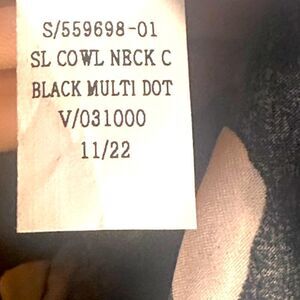 S/559698-01
SL COWL NECK C
BLACK MULTI DOT
V/031000
11/22